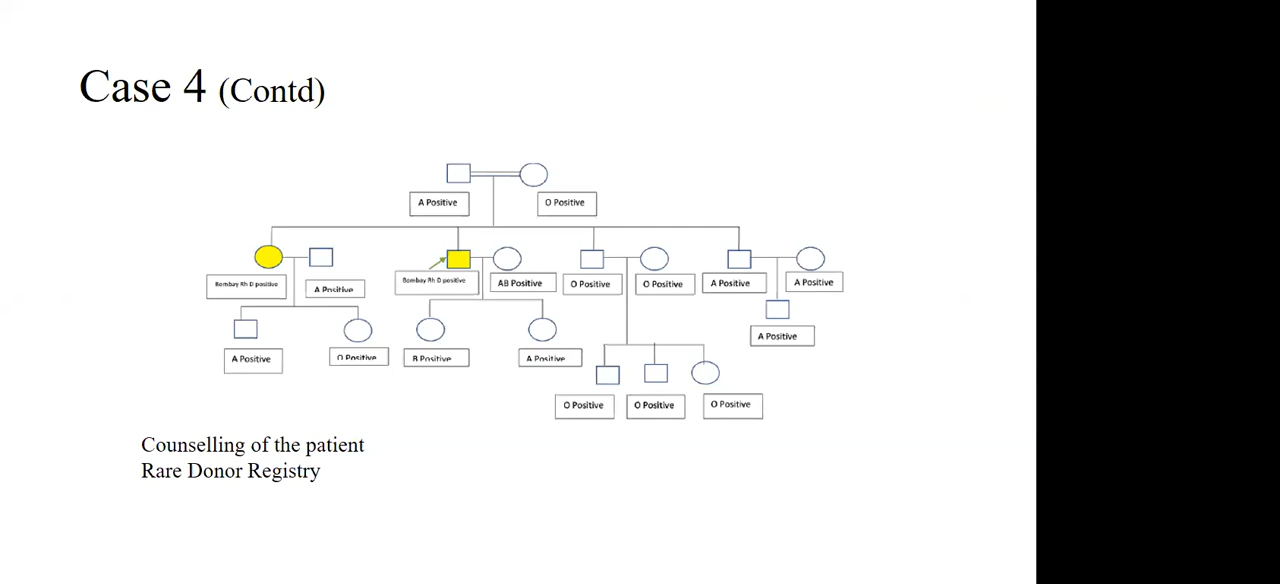 Case 4 (Contd)
A Positive
O Positive
Bombay Rh D positive
A Positive
Bombay Rh D positive
AB Positive
O Positive
O Positive
A Positive
A Positive
A Positive
O Positive
B Positive
A Positive
A Positive
O Positive
O Positive
O Positive
Counselling of the patient
Rare Donor Registry